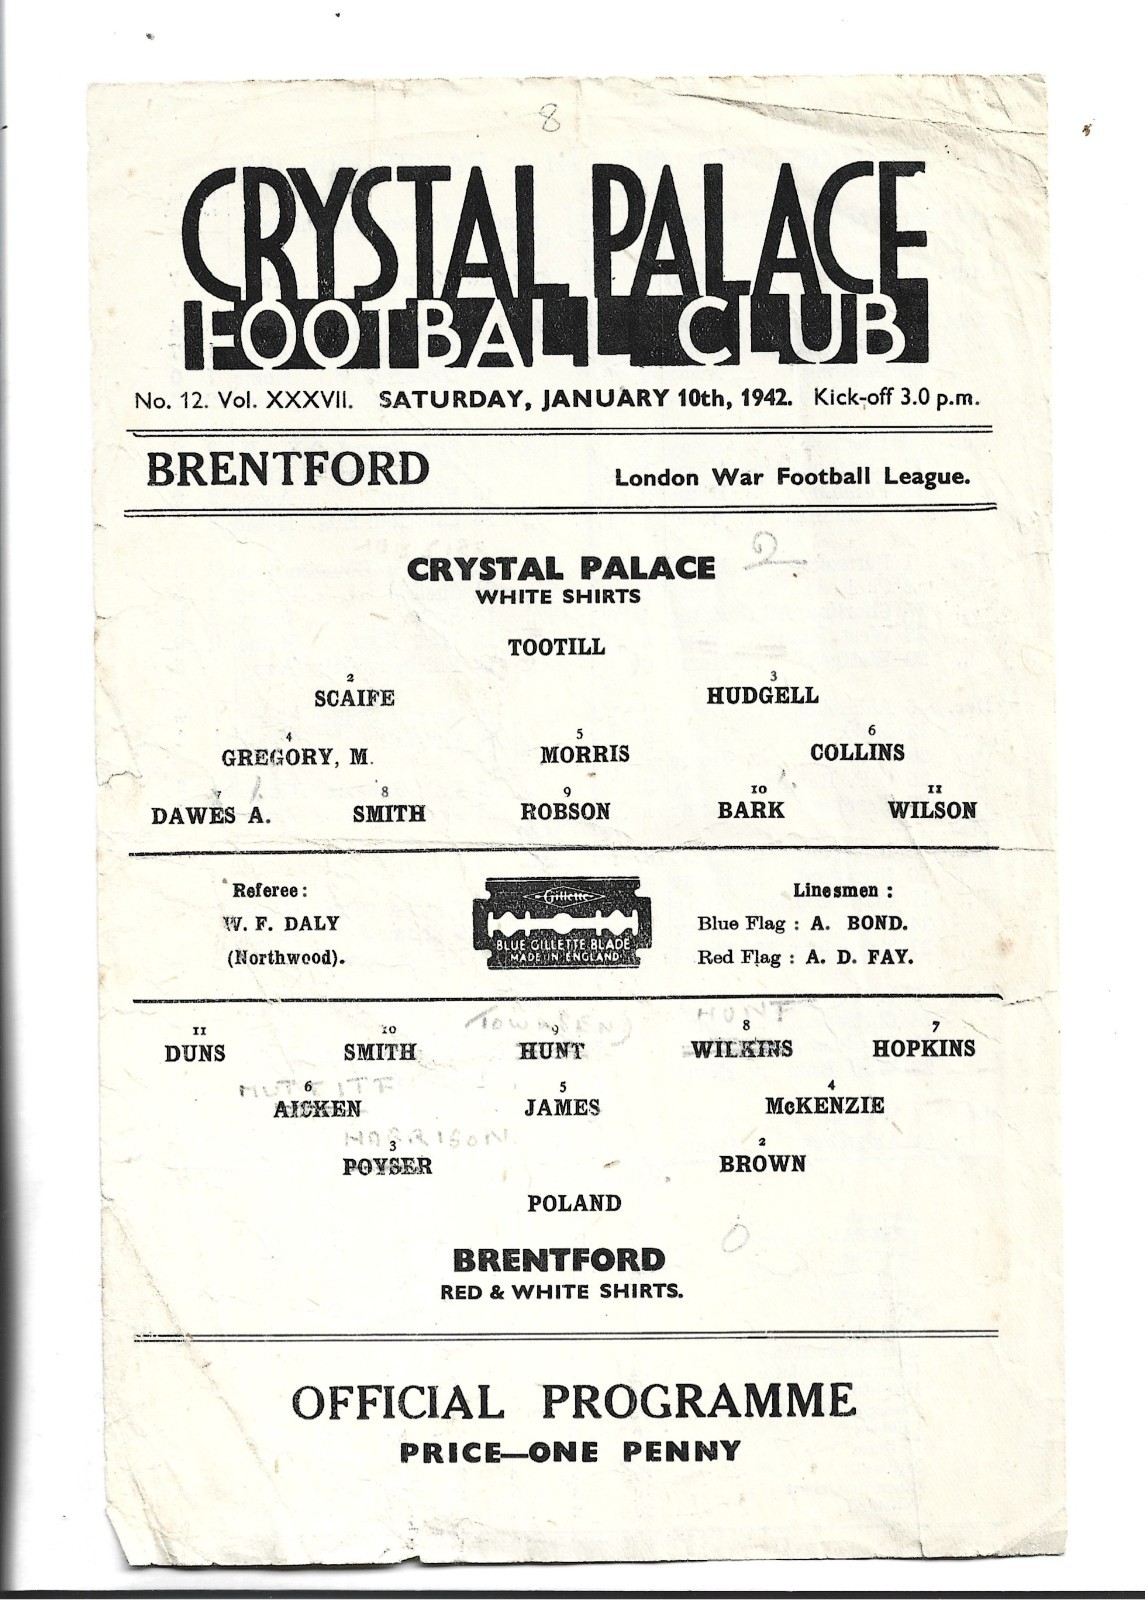 8
CRYSTAL PALACE
FOOTBALL CLUB
No. 12. Vol. XXXVII. SATURDAY, JANUARY 10th, 1942. Kick-off 3.0 p.m.
BRENTFORD London War Football League.
2
CRYSTAL PALACE
WHITE SHIRTS
TOOTILL
2 3
SCAIFE HUDGELL
4 5 6
GREGORY, M. MORRIS COLLINS
7 8 9 10 11
DAWES A. SMITH ROBSON BARK WILSON
Referee: Linesmen :
W. F. DALY Blue Flag : A. BOND.
(Northwood). Red Flag : A. D. FAY.
Gillette
BLUE GILLETTE BLADE
MADE IN ENGLAND
TOWNSEND HUNT
11 10 9 8 7
DUNS SMITH HUNT WILKINS HOPKINS
MUTTITT
6 5 4
AICKEN JAMES McKENZIE
HARRISON
3 2
POYSER BROWN
POLAND
0
BRENTFORD
RED & WHITE SHIRTS.
OFFICIAL PROGRAMME
PRICE—ONE PENNY